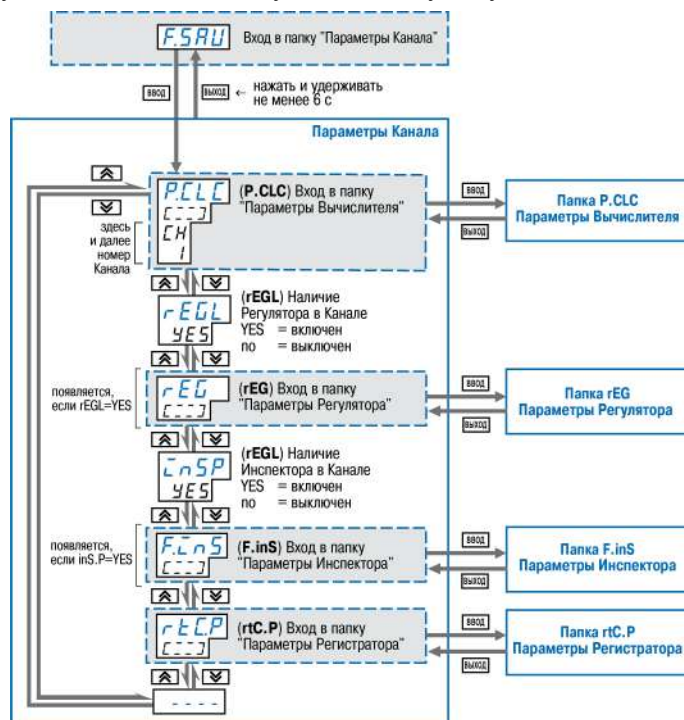 F.SAU
Вход в папку "Параметры Канала"
ввод
выход
← нажать и удерживать
не менее 6 с
Параметры Канала
здесь
и далее
номер
Канала
P.CLC
[---]
CH
1
(P.CLC) Вход в папку
"Параметры Вычислителя"
ввод
выход
Папка P.CLC
Параметры Вычислителя
rEGL
YES
(rEGL) Наличие
Регулятора в Канале
YES = включен
no = выключен
появляется,
если rEGL=YES
rEG
[---]
(rEG) Вход в папку
"Параметры Регулятора"
ввод
выход
Папка rEG
Параметры Регулятора
inSP
YES
(rEGL) Наличие
Инспектора в Канале
YES = включен
no = выключен
появляется,
если inS.P=YES
F.inS
[---]
(F.inS) Вход в папку
"Параметры Инспектора"
ввод
выход
Папка F.inS
Параметры Инспектора
rtC.P
[---]
(rtC.P) Вход в папку
"Параметры Регистратора"
ввод
выход
Папка rtC.P
Параметры Регистратора
----